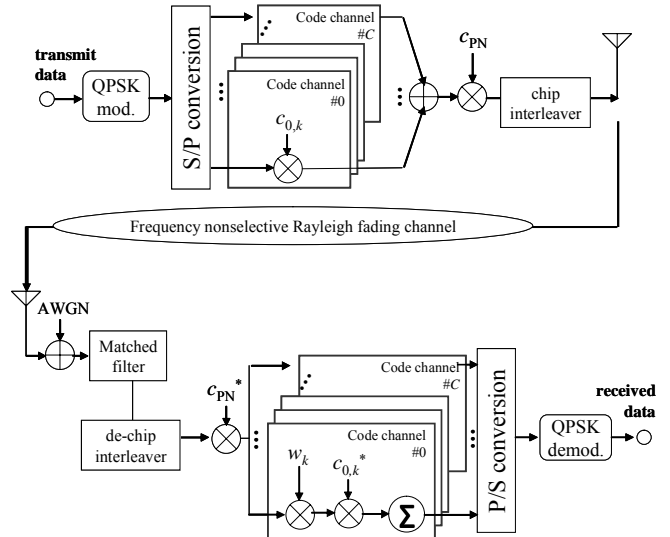 transmit
data
QPSK
mod.
S/P conversion
Code channel
#C
Code channel
#0
c0,k
cPN
chip
interleaver
Frequency nonselective Rayleigh fading channel
AWGN
Matched
filter
de-chip
interleaver
cPN*
Code channel
#C
Code channel
#0
wk
c0,k*
Σ
P/S conversion
QPSK
demod.
received
data